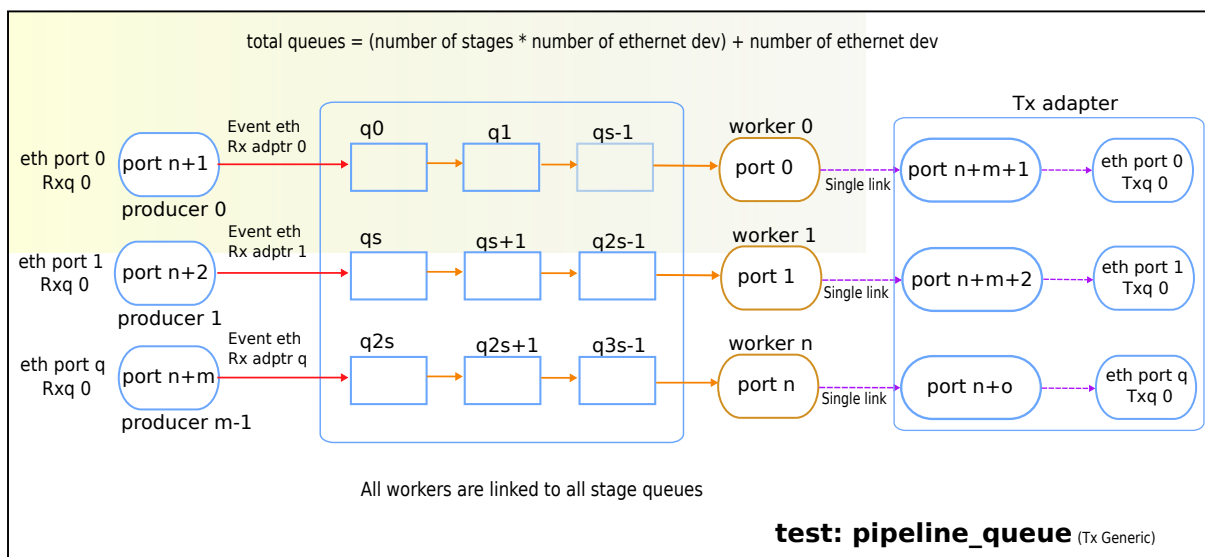 total queues = (number of stages * number of ethernet dev) + number of ethernet dev
Tx adapter
eth port 0
Rxq 0
port n+1
producer 0
Event eth
Rx adptr 0
q0
q1
qs-1
worker 0
port 0
Single link
port n+m+1
eth port 0
Txq 0
eth port 1
Rxq 0
port n+2
producer 1
Event eth
Rx adptr 1
qs
qs+1
q2s-1
worker 1
port 1
Single link
port n+m+2
eth port 1
Txq 0
eth port q
Rxq 0
port n+m
producer m-1
Event eth
Rx adptr q
q2s
q2s+1
q3s-1
worker n
port n
Single link
port n+o
eth port q
Txq 0
All workers are linked to all stage queues
test: pipeline_queue (Tx Generic)